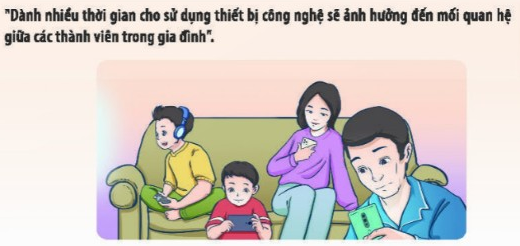 "Dành nhiều thời gian cho sử dụng thiết bị công nghệ sẽ ảnh hưởng đến mối quan hệ
giữa các thành viên trong gia đình".